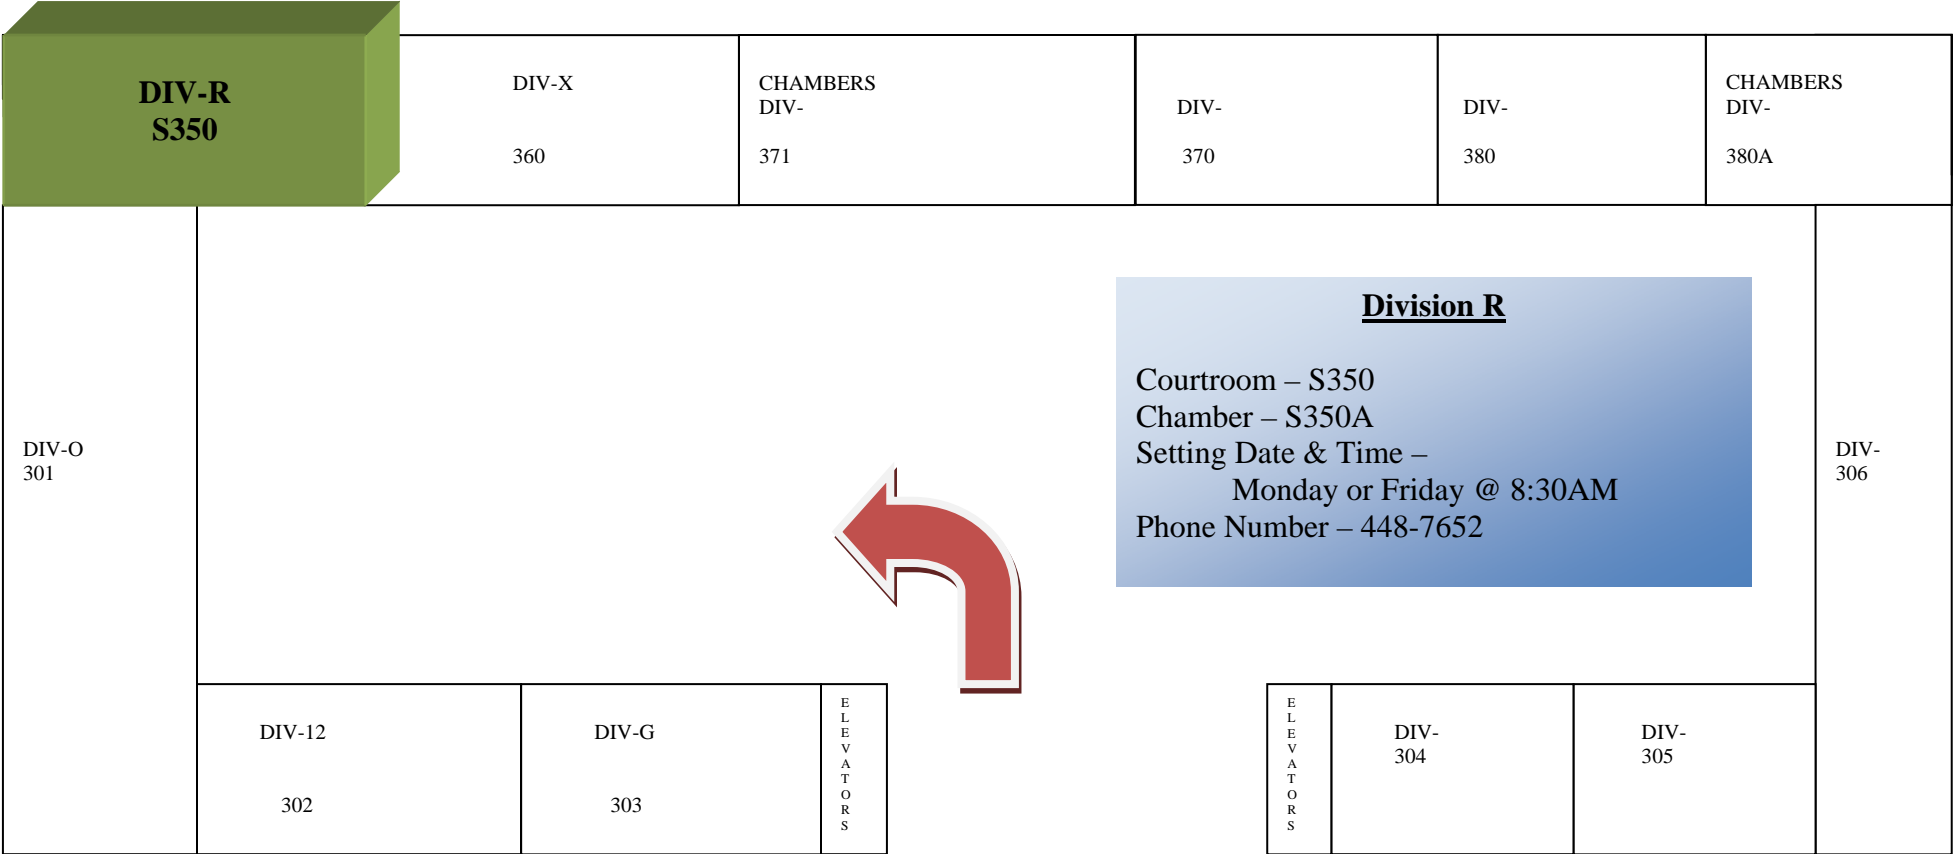 DIV-R
S350
DIV-X
360
CHAMBERS
DIV-
371
DIV-
370
DIV-
380
CHAMBERS
DIV-
380A
Division R
Courtroom – S350
Chamber – S350A
Setting Date & Time –
Monday or Friday @ 8:30AM
Phone Number – 448-7652
DIV-O
301
DIV-
306
DIV-12
302
DIV-G
303
ELEVATORS
ELEVATORS
DIV-
304
DIV-
305